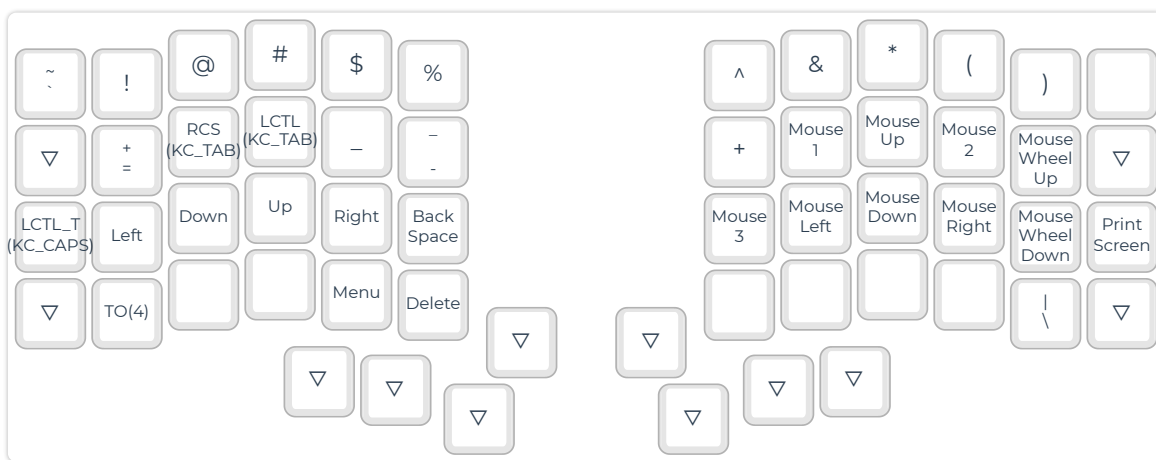 ~
`
!
@
#
$
%
^
&
*
(
)
▽
+
=
RCS
(KC_TAB)
LCTL
(KC_TAB)
_
_
-
+
Mouse
1
Mouse
Up
Mouse
2
Mouse
Wheel
Up
▽
LCTL_T
(KC_CAPS)
Left
Down
Up
Right
Back
Space
Mouse
3
Mouse
Left
Mouse
Down
Mouse
Right
Mouse
Wheel
Down
Print
Screen
▽
TO(4)
Menu
Delete
|
\
▽
▽
▽
▽
▽
▽
▽
▽
▽